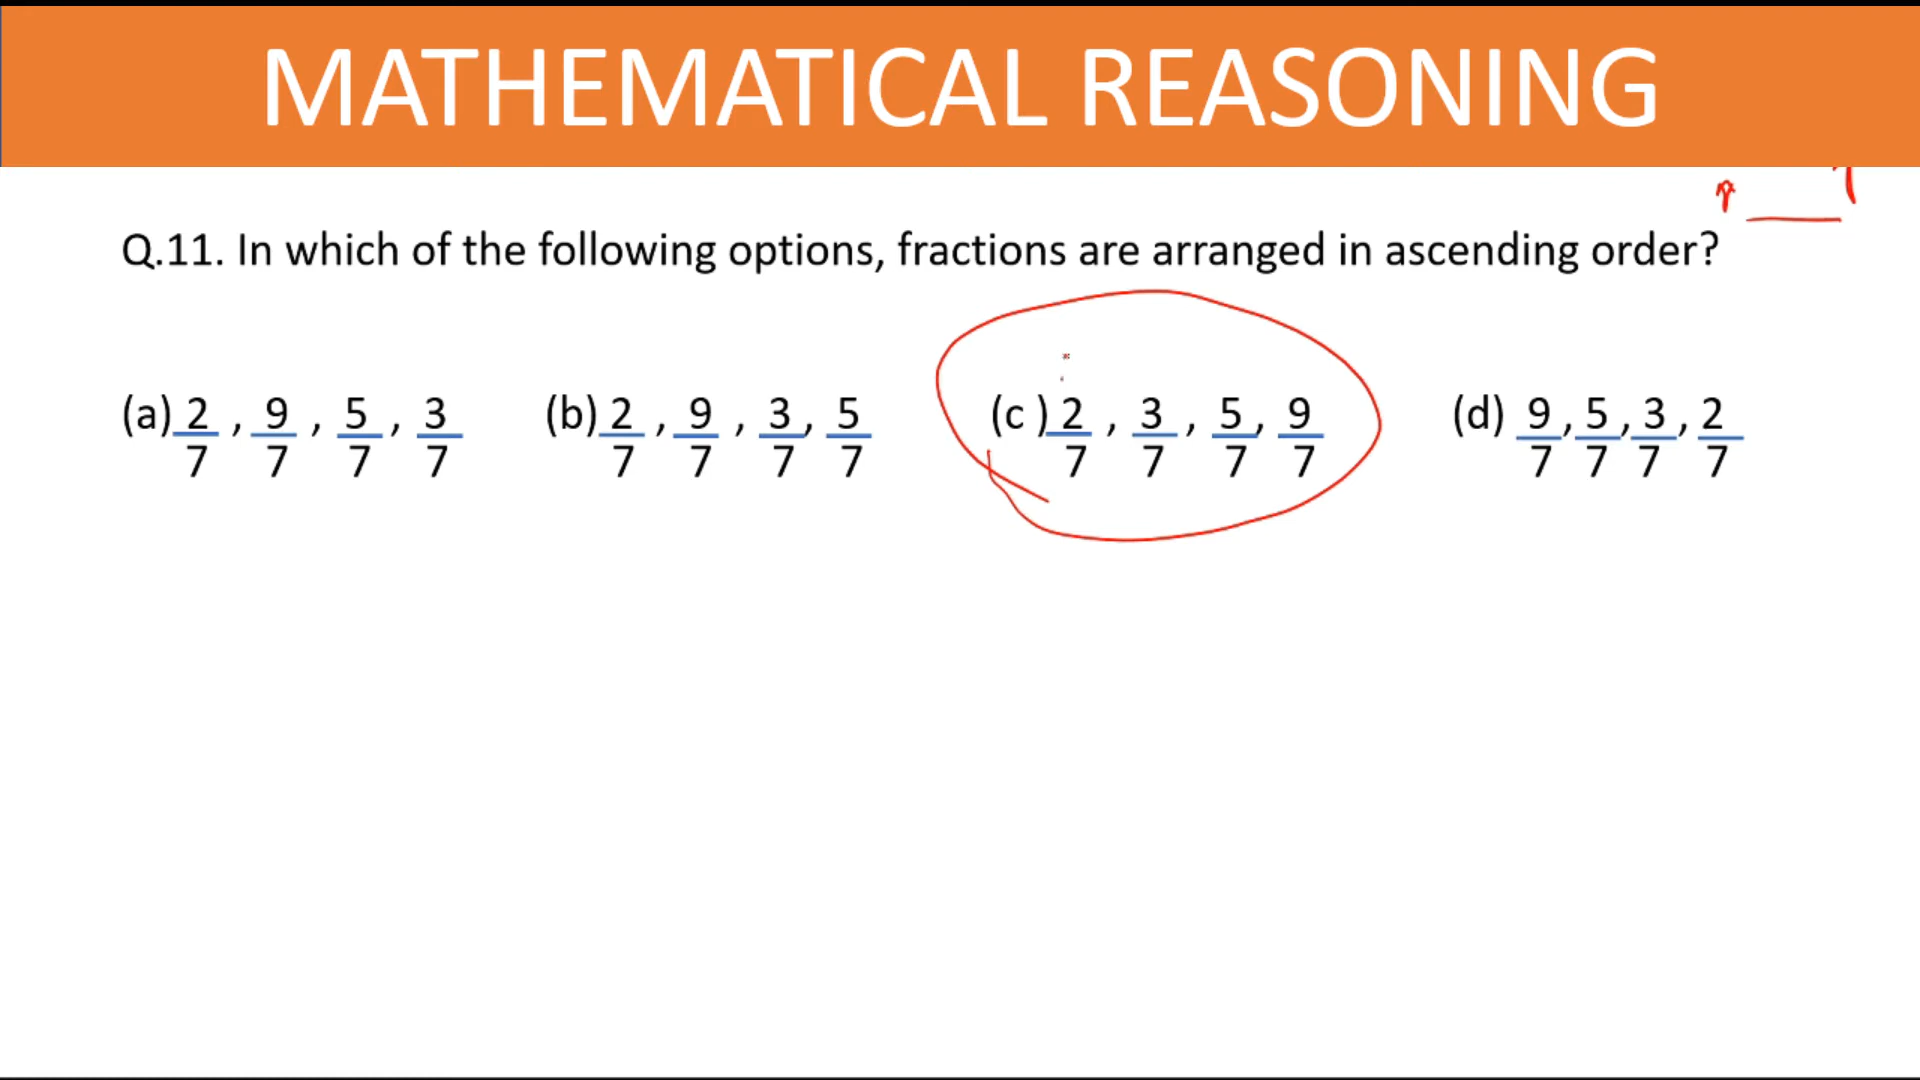 MATHEMATICAL REASONING
Q.11. In which of the following options, fractions are arranged in ascending order?
(a) 2/7 , 9/7 , 5/7 , 3/7 (b) 2/7 , 9/7 , 3/7 , 5/7 (c ) 2/7 , 3/7 , 5/7 , 9/7 (d) 9/7 , 5/7 , 3/7 , 2/7